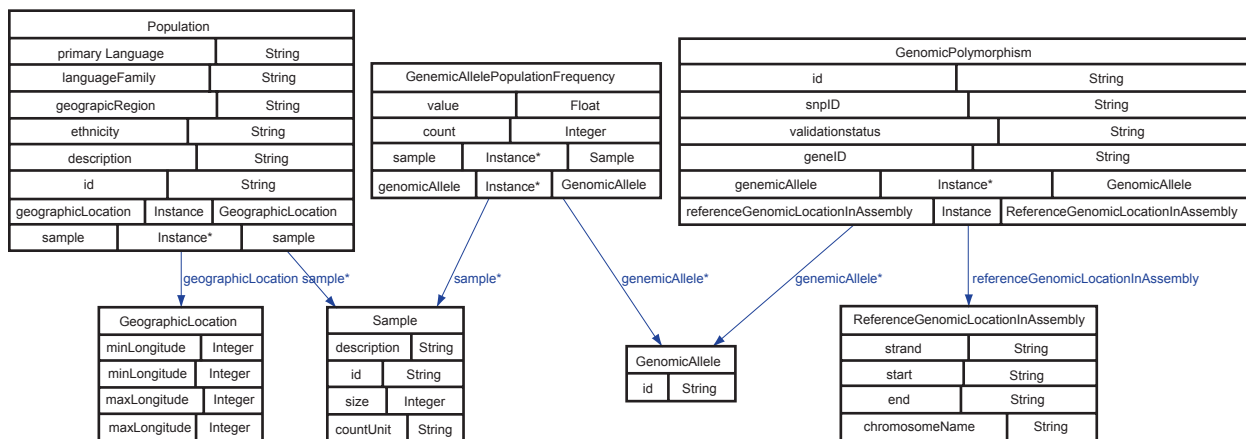 Population
primary Language String
languageFamily String
geograpicRegion String
ethnicity String
description String
id String
geographicLocation Instance GeographicLocation
sample Instance* sample
GenemicAllelePopulationFrequency
value Float
count Integer
sample Instance* Sample
genomicAllele Instance* GenomicAllele
GenomicPolymorphism
id String
snpID String
validationstatus String
geneID String
genemicAllele Instance* GenomicAllele
referenceGenomicLocationInAssembly Instance ReferenceGenomicLocationInAssembly
geographicLocation sample* sample* genemicAllele* genemicAllele* referenceGenomicLocationInAssembly
GeographicLocation
minLongitude Integer
minLongitude Integer
maxLongitude Integer
maxLongitude Integer
Sample
description String
id String
size Integer
countUnit String
GenomicAllele
id String
ReferenceGenomicLocationInAssembly
strand String
start String
end String
chromosomeName String